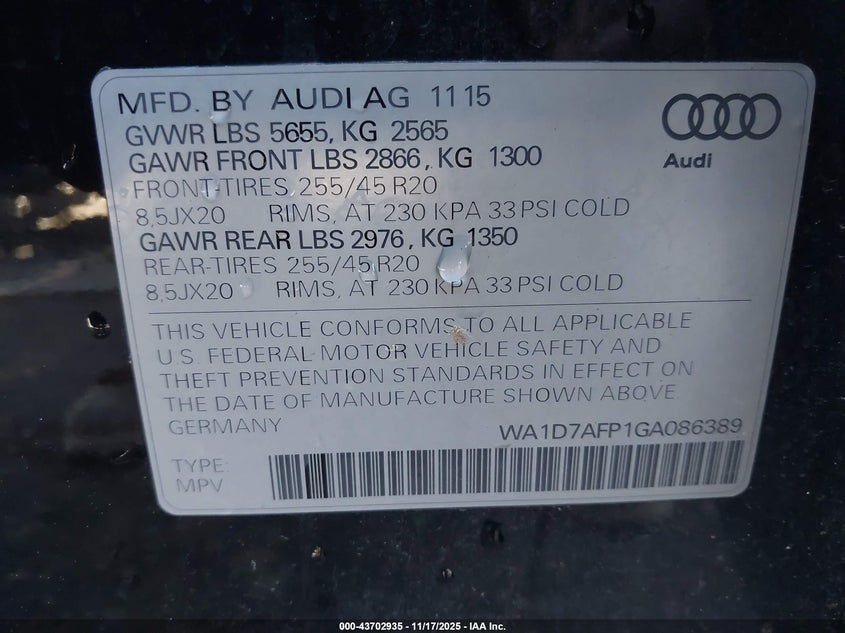 MFD. BY AUDI AG 11 15
GVWR LBS 5655, KG 2565
GAWR FRONT LBS 2866, KG 1300
FRONT-TIRES 255/45 R20
8,5JX20 RIMS, AT 230 KPA 33 PSI COLD
GAWR REAR LBS 2976, KG 1350
REAR-TIRES 255/45 R20
8,5JX20 RIMS, AT 230 KPA 33 PSI COLD
Audi
THIS VEHICLE CONFORMS TO ALL APPLICABLE
U.S. FEDERAL MOTOR VEHICLE SAFETY AND
THEFT PREVENTION STANDARDS IN EFFECT ON
THE DATE OF MANUFACTURE SHOWN ABOVE.
GERMANY WA1D7AFP1GA086389
TYPE:
MPV
000-43702935 - 11/17/2025 - IAA Inc.